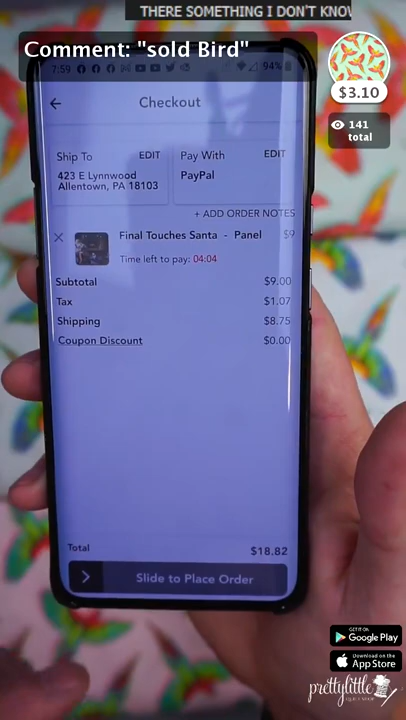 THERE SOMETHING I DON'T KNOW
Comment: "sold Bird"
$3.10
141
total
7:59
94%
Checkout
Ship To
EDIT
423 E Lynnwood
Allentown, PA 18103
Pay With
EDIT
PayPal
+ ADD ORDER NOTES
Final Touches Santa - Panel $9
Time left to pay: 04:04
Subtotal $9.00
Tax $1.07
Shipping $8.75
Coupon Discount $0.00
Total $18.82
Slide to Place Order
GET IT ON
Google Play
Download on the
App Store
prettylittle